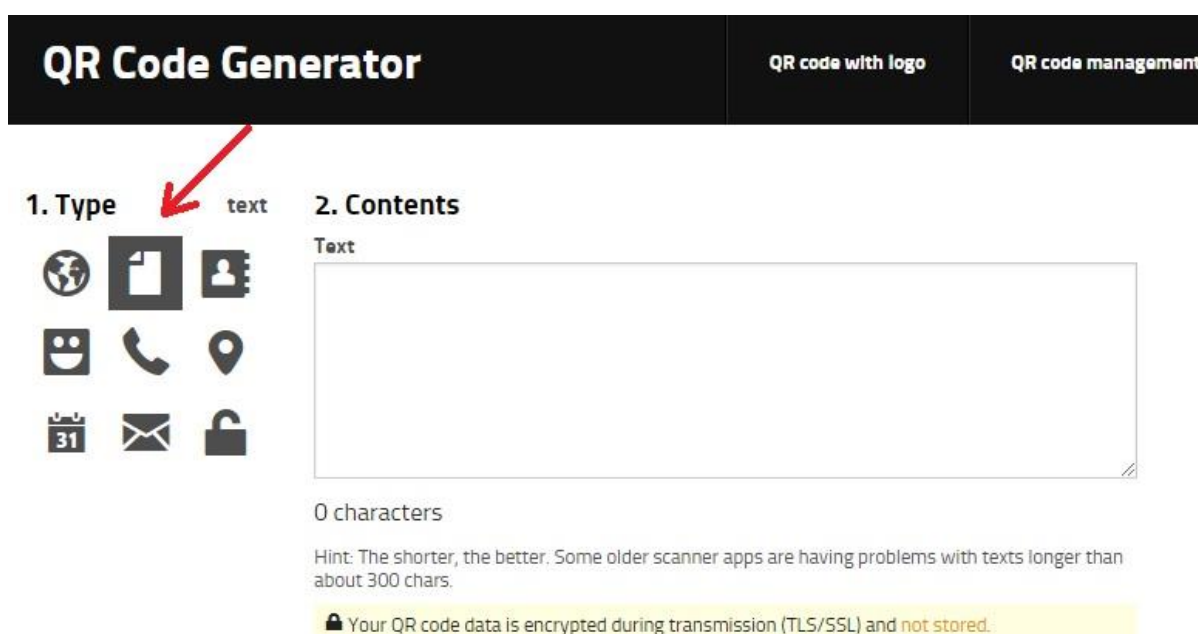 QR Code Generator
QR code with logo
QR code management
1. Type
text
2. Contents
Text
31
0 characters
Hint: The shorter, the better. Some older scanner apps are having problems with texts longer than
about 300 chars.
Your QR code data is encrypted during transmission (TLS/SSL) and not stored.